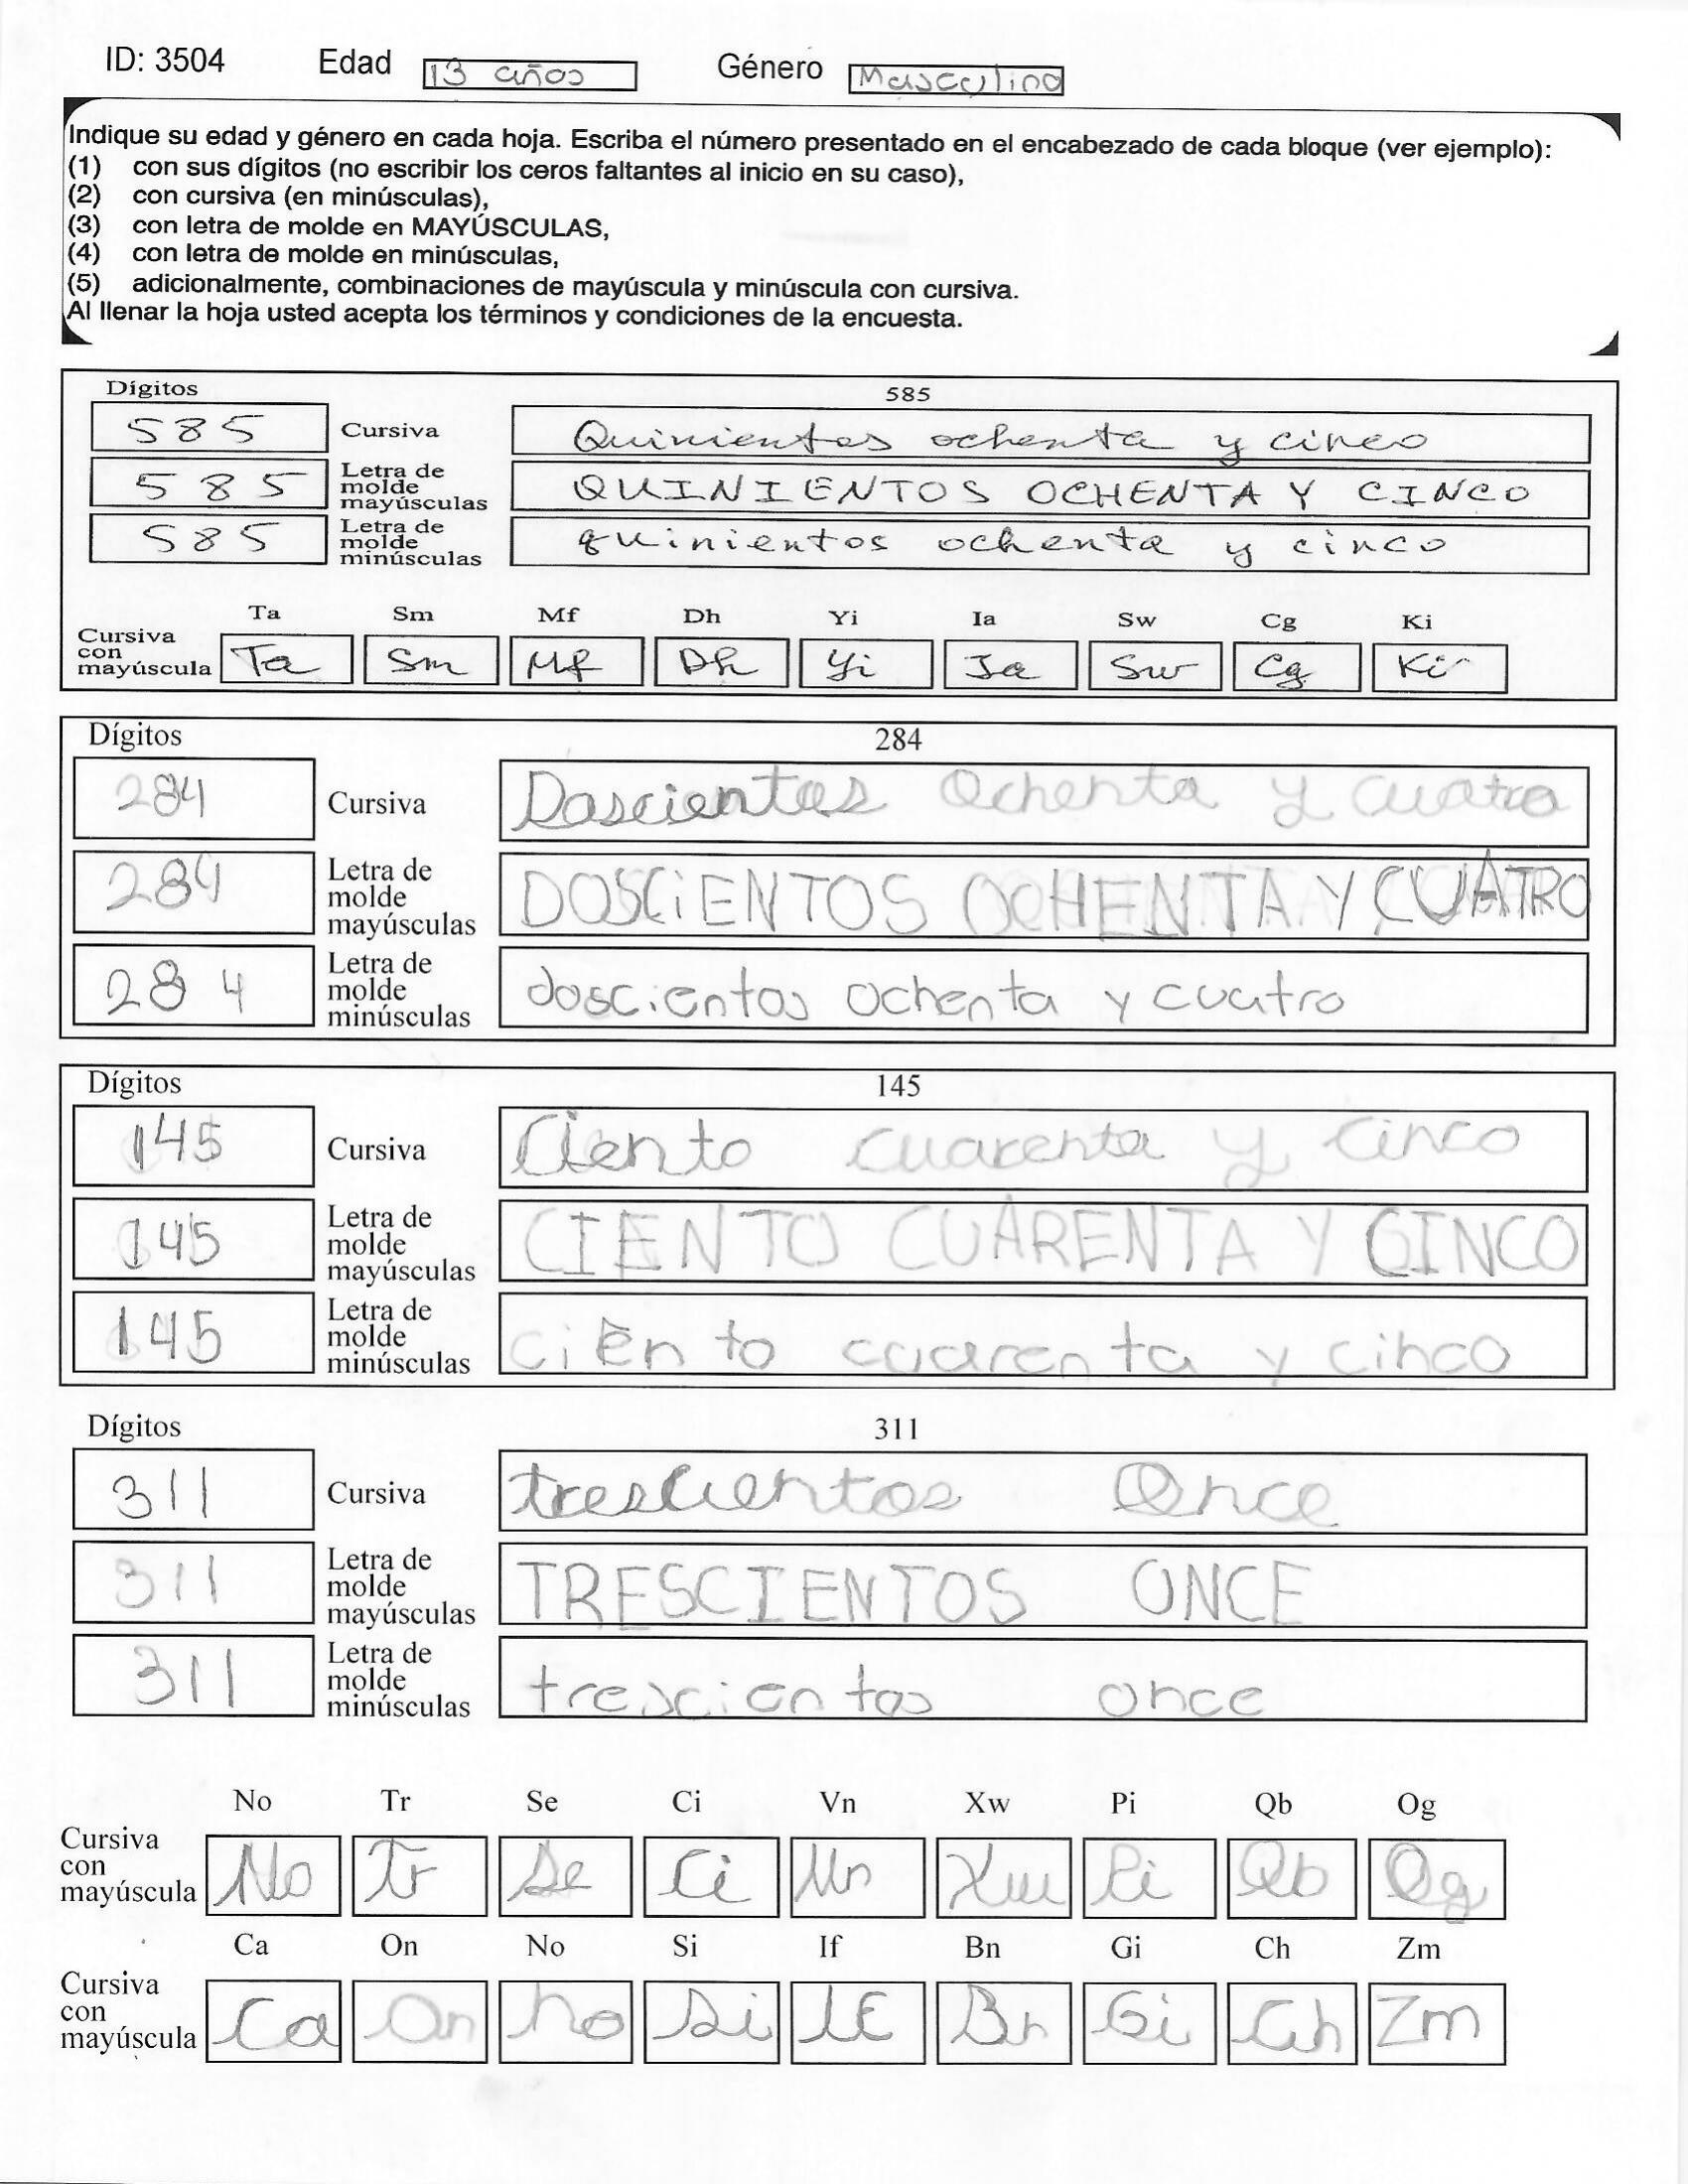 ID: 3504 Edad 13 años Género Masculino
Indique su edad y género en cada hoja. Escriba el número presentado en el encabezado de cada bloque (ver ejemplo):
(1) con sus dígitos (no escribir los ceros faltantes al inicio en su caso),
(2) con cursiva (en minúsculas),
(3) con letra de molde en MAYÚSCULAS,
(4) con letra de molde en minúsculas,
(5) adicionalmente, combinaciones de mayúscula y minúscula con cursiva.
Al llenar la hoja usted acepta los términos y condiciones de la encuesta.
Dígitos 585
585 Cursiva Quinientos ochenta y cinco
585 Letra de molde mayúsculas QUINIENTOS OCHENTA Y CINCO
585 Letra de molde minúsculas quinientos ochenta y cinco
Ta Sm Mf Dh Yi Ia Sw Cg Ki
Cursiva con mayúscula Ta Sm Mf Dh Yi Ia Sw Cg Ki
Dígitos 284
284 Cursiva Doscientos Ochenta y cuatro
284 Letra de molde mayúsculas DOSCiENTOS OCHENTA Y CUATRO
284 Letra de molde minúsculas doscientos ochenta y cuatro
Dígitos 145
145 Cursiva Ciento cuarenta y cinco
145 Letra de molde mayúsculas CIENTO CUARENTA Y CINCO
145 Letra de molde minúsculas ciento cuarenta y cinco
Dígitos 311
311 Cursiva trescientos Once
311 Letra de molde mayúsculas TRESCIENTOS ONCE
311 Letra de molde minúsculas trescientos once
No Tr Se Ci Vn Xw Pi Qb Og
Cursiva con mayúscula No Tr Se Ci Vn Xw Pi Qb Og
Ca On No Si If Bn Gi Ch Zm
Cursiva con mayúscula Ca On no Si If Bn Gi Ch Zm